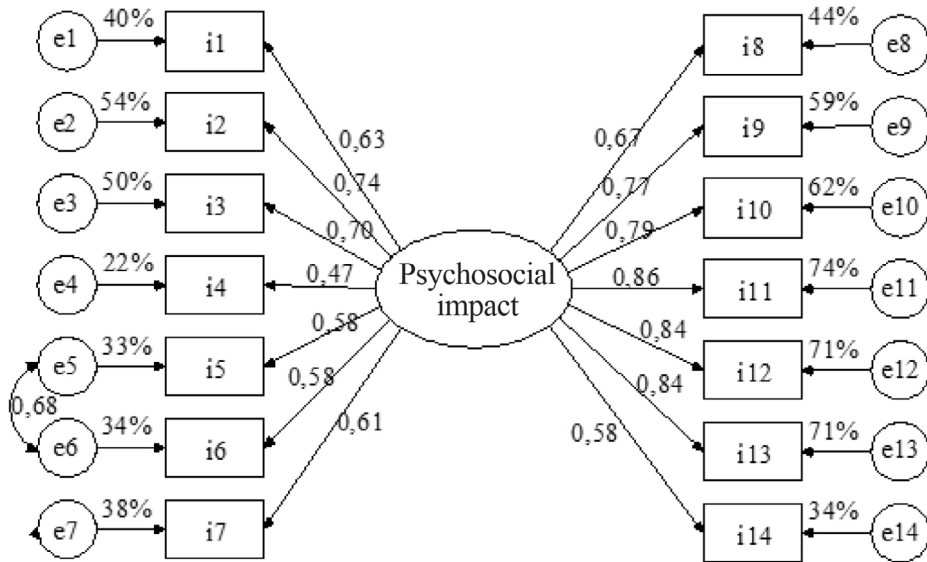 40%
e1
i1
54%
e2
i2
50%
e3
i3
22%
e4
i4
33%
e5
i5
0,68
34%
e6
i6
38%
e7
i7
0,63
0,74
0,70
0,47
0,58
0,58
0,61
Psychosocial
impact
0,67
0,77
0,79
0,86
0,84
0,84
0,58
44%
i8
e8
59%
i9
e9
62%
i10
e10
74%
i11
e11
71%
i12
e12
71%
i13
e13
34%
i14
e14